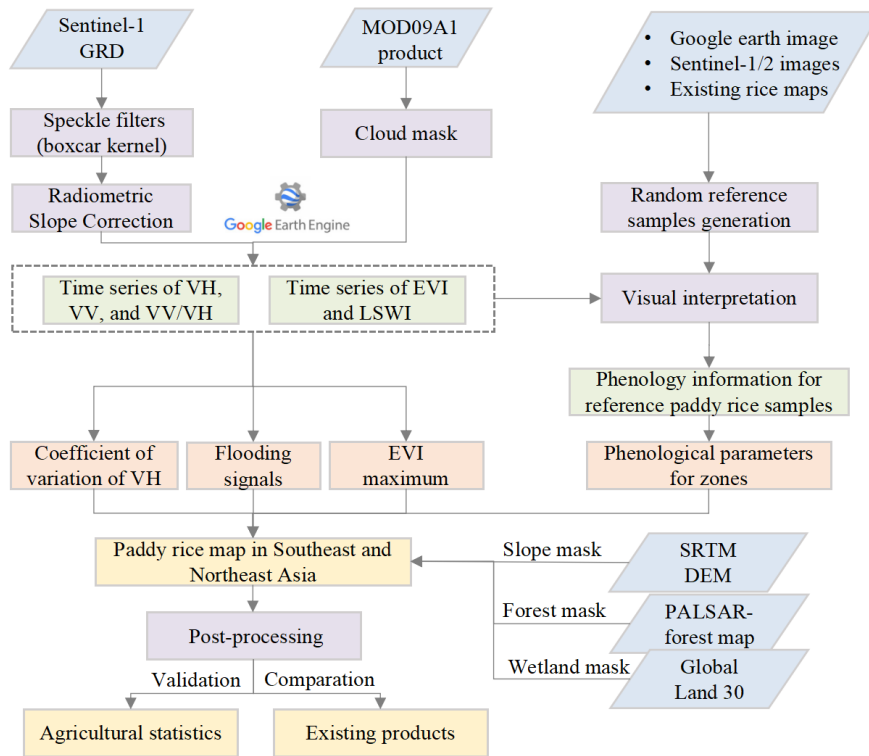 Sentinel-1
GRD
MOD09A1
product
• Google earth image
• Sentinel-1/2 images
• Existing rice maps
Speckle filters
(boxcar kernel)
Cloud mask
Radiometric
Slope Correction
Google Earth Engine
Random reference
samples generation
Time series of VH,
VV, and VV/VH
Time series of EVI
and LSWI
Visual interpretation
Phenology information for
reference paddy rice samples
Coefficient of
variation of VH
Flooding
signals
EVI
maximum
Phenological parameters
for zones
Paddy rice map in Southeast and
Northeast Asia
Slope mask
SRTM
DEM
Forest mask
PALSAR-
forest map
Wetland mask
Global
Land 30
Post-processing
Validation
Comparation
Agricultural statistics
Existing products